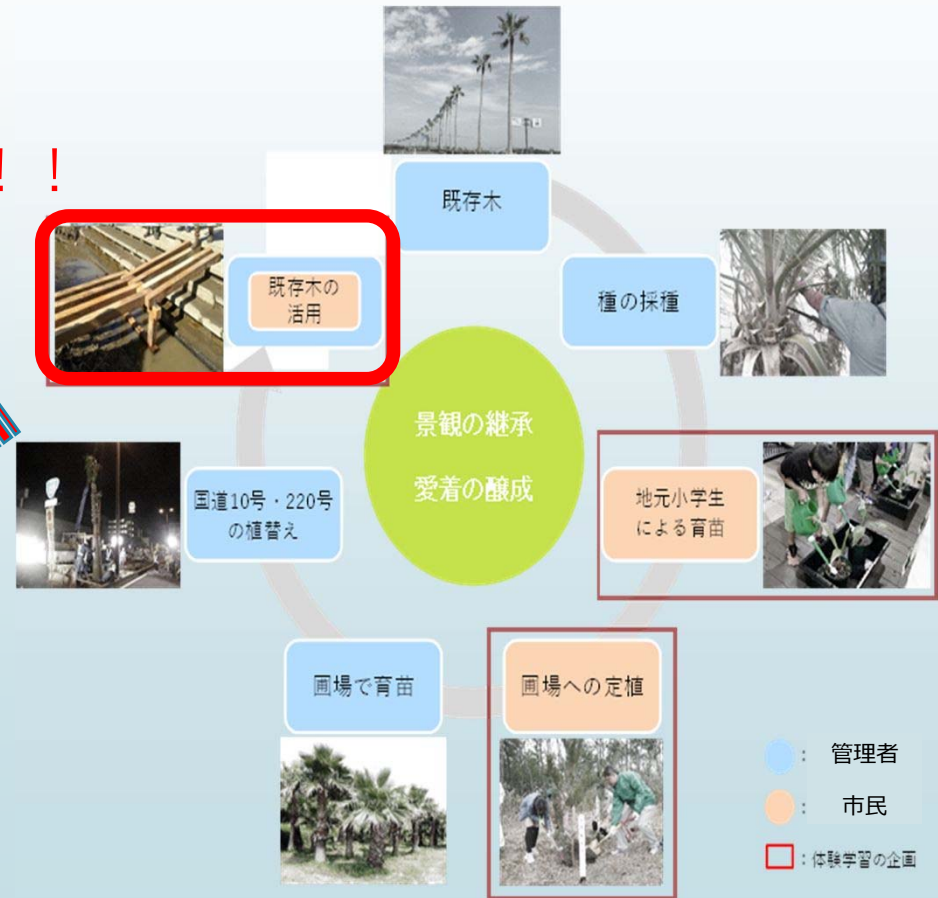 ！！
既存木
既存木の
活用
種の採種
景観の継承
愛着の醸成
国道10号・220号
の植替え
地元小学生
による育苗
圃場で育苗
圃場への定植
：管理者
：市民
：体験学習の企画